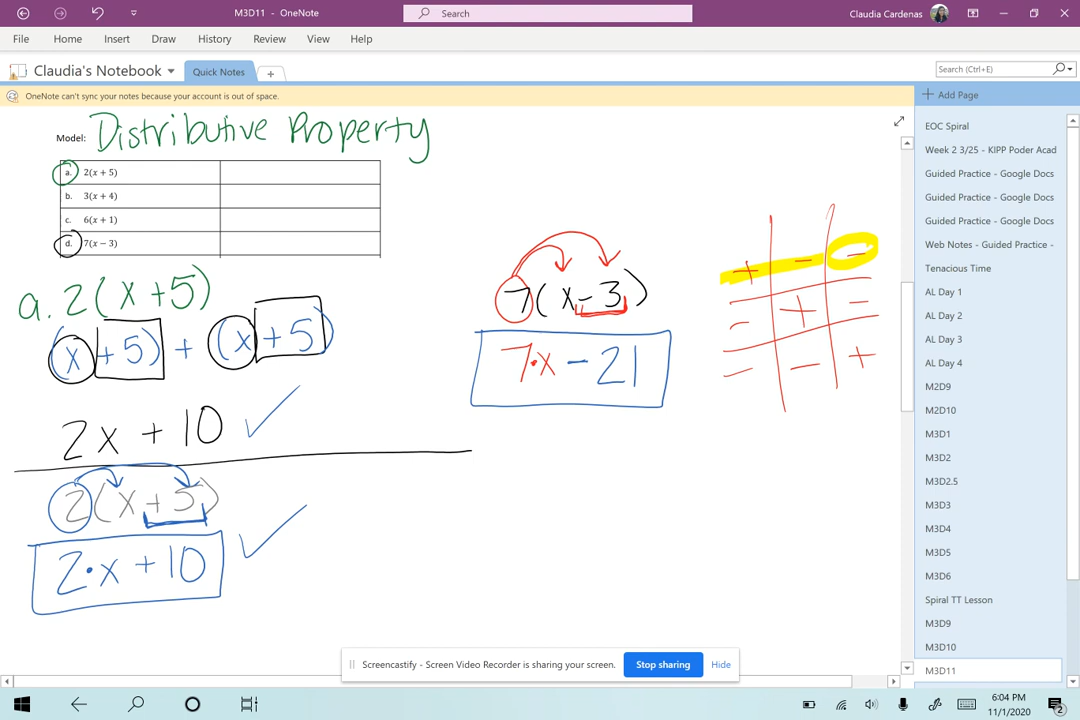 M3D11 - OneNote
Search
Claudia Cardenas
File Home Insert Draw History Review View Help
Claudia's Notebook
Quick Notes
+
Search (Ctrl+E)
OneNote can't sync your notes because your account is out of space.
Add Page
Model: Distributive Property
a. 2(x + 5)
b. 3(x + 4)
c. 6(x + 1)
d. 7(x − 3)
a. 2(x+5)
(x+5) + (x+5)
2x + 10
2(x+5)
2·x + 10
7(x-3)
7·x - 21
+ - -
- + -
- - +
EOC Spiral
Week 2 3/25 - KIPP Poder Acad
Guided Practice - Google Docs
Guided Practice - Google Docs
Guided Practice - Google Docs
Web Notes - Guided Practice -
Tenacious Time
AL Day 1
AL Day 2
AL Day 3
AL Day 4
M2D9
M2D10
M3D1
M3D2
M3D2.5
M3D3
M3D4
M3D5
M3D6
Spiral TT Lesson
M3D9
M3D10
M3D11
Screencastify - Screen Video Recorder is sharing your screen.
Stop sharing
Hide
6:04 PM
11/1/2020
2